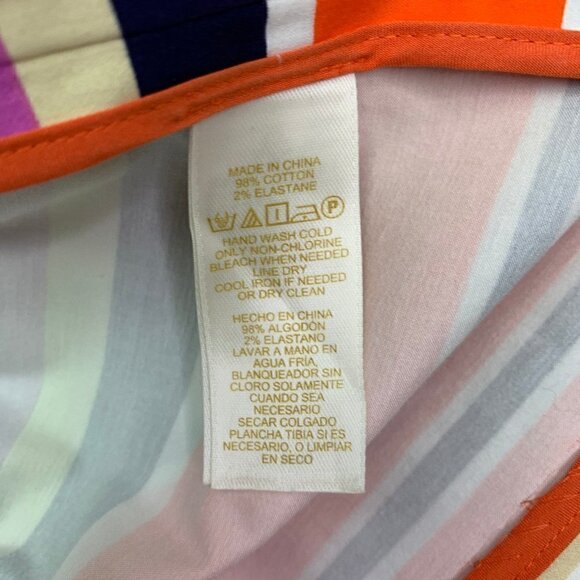 MADE IN CHINA
98% COTTON
2% ELASTANE
P
HAND WASH COLD
ONLY NON-CHLORINE
BLEACH WHEN NEEDED
LINE DRY
COOL IRON IF NEEDED
OR DRY CLEAN
HECHO EN CHINA
98% ALGODÓN
2% ELASTANO
LAVAR A MANO EN
AGUA FRÍA,
BLANQUEADOR SIN
CLORO SOLAMENTE
CUANDO SEA
NECESARIO
SECAR COLGADO
PLANCHA TIBIA SI ES
NECESARIO, O LIMPIAR
EN SECO